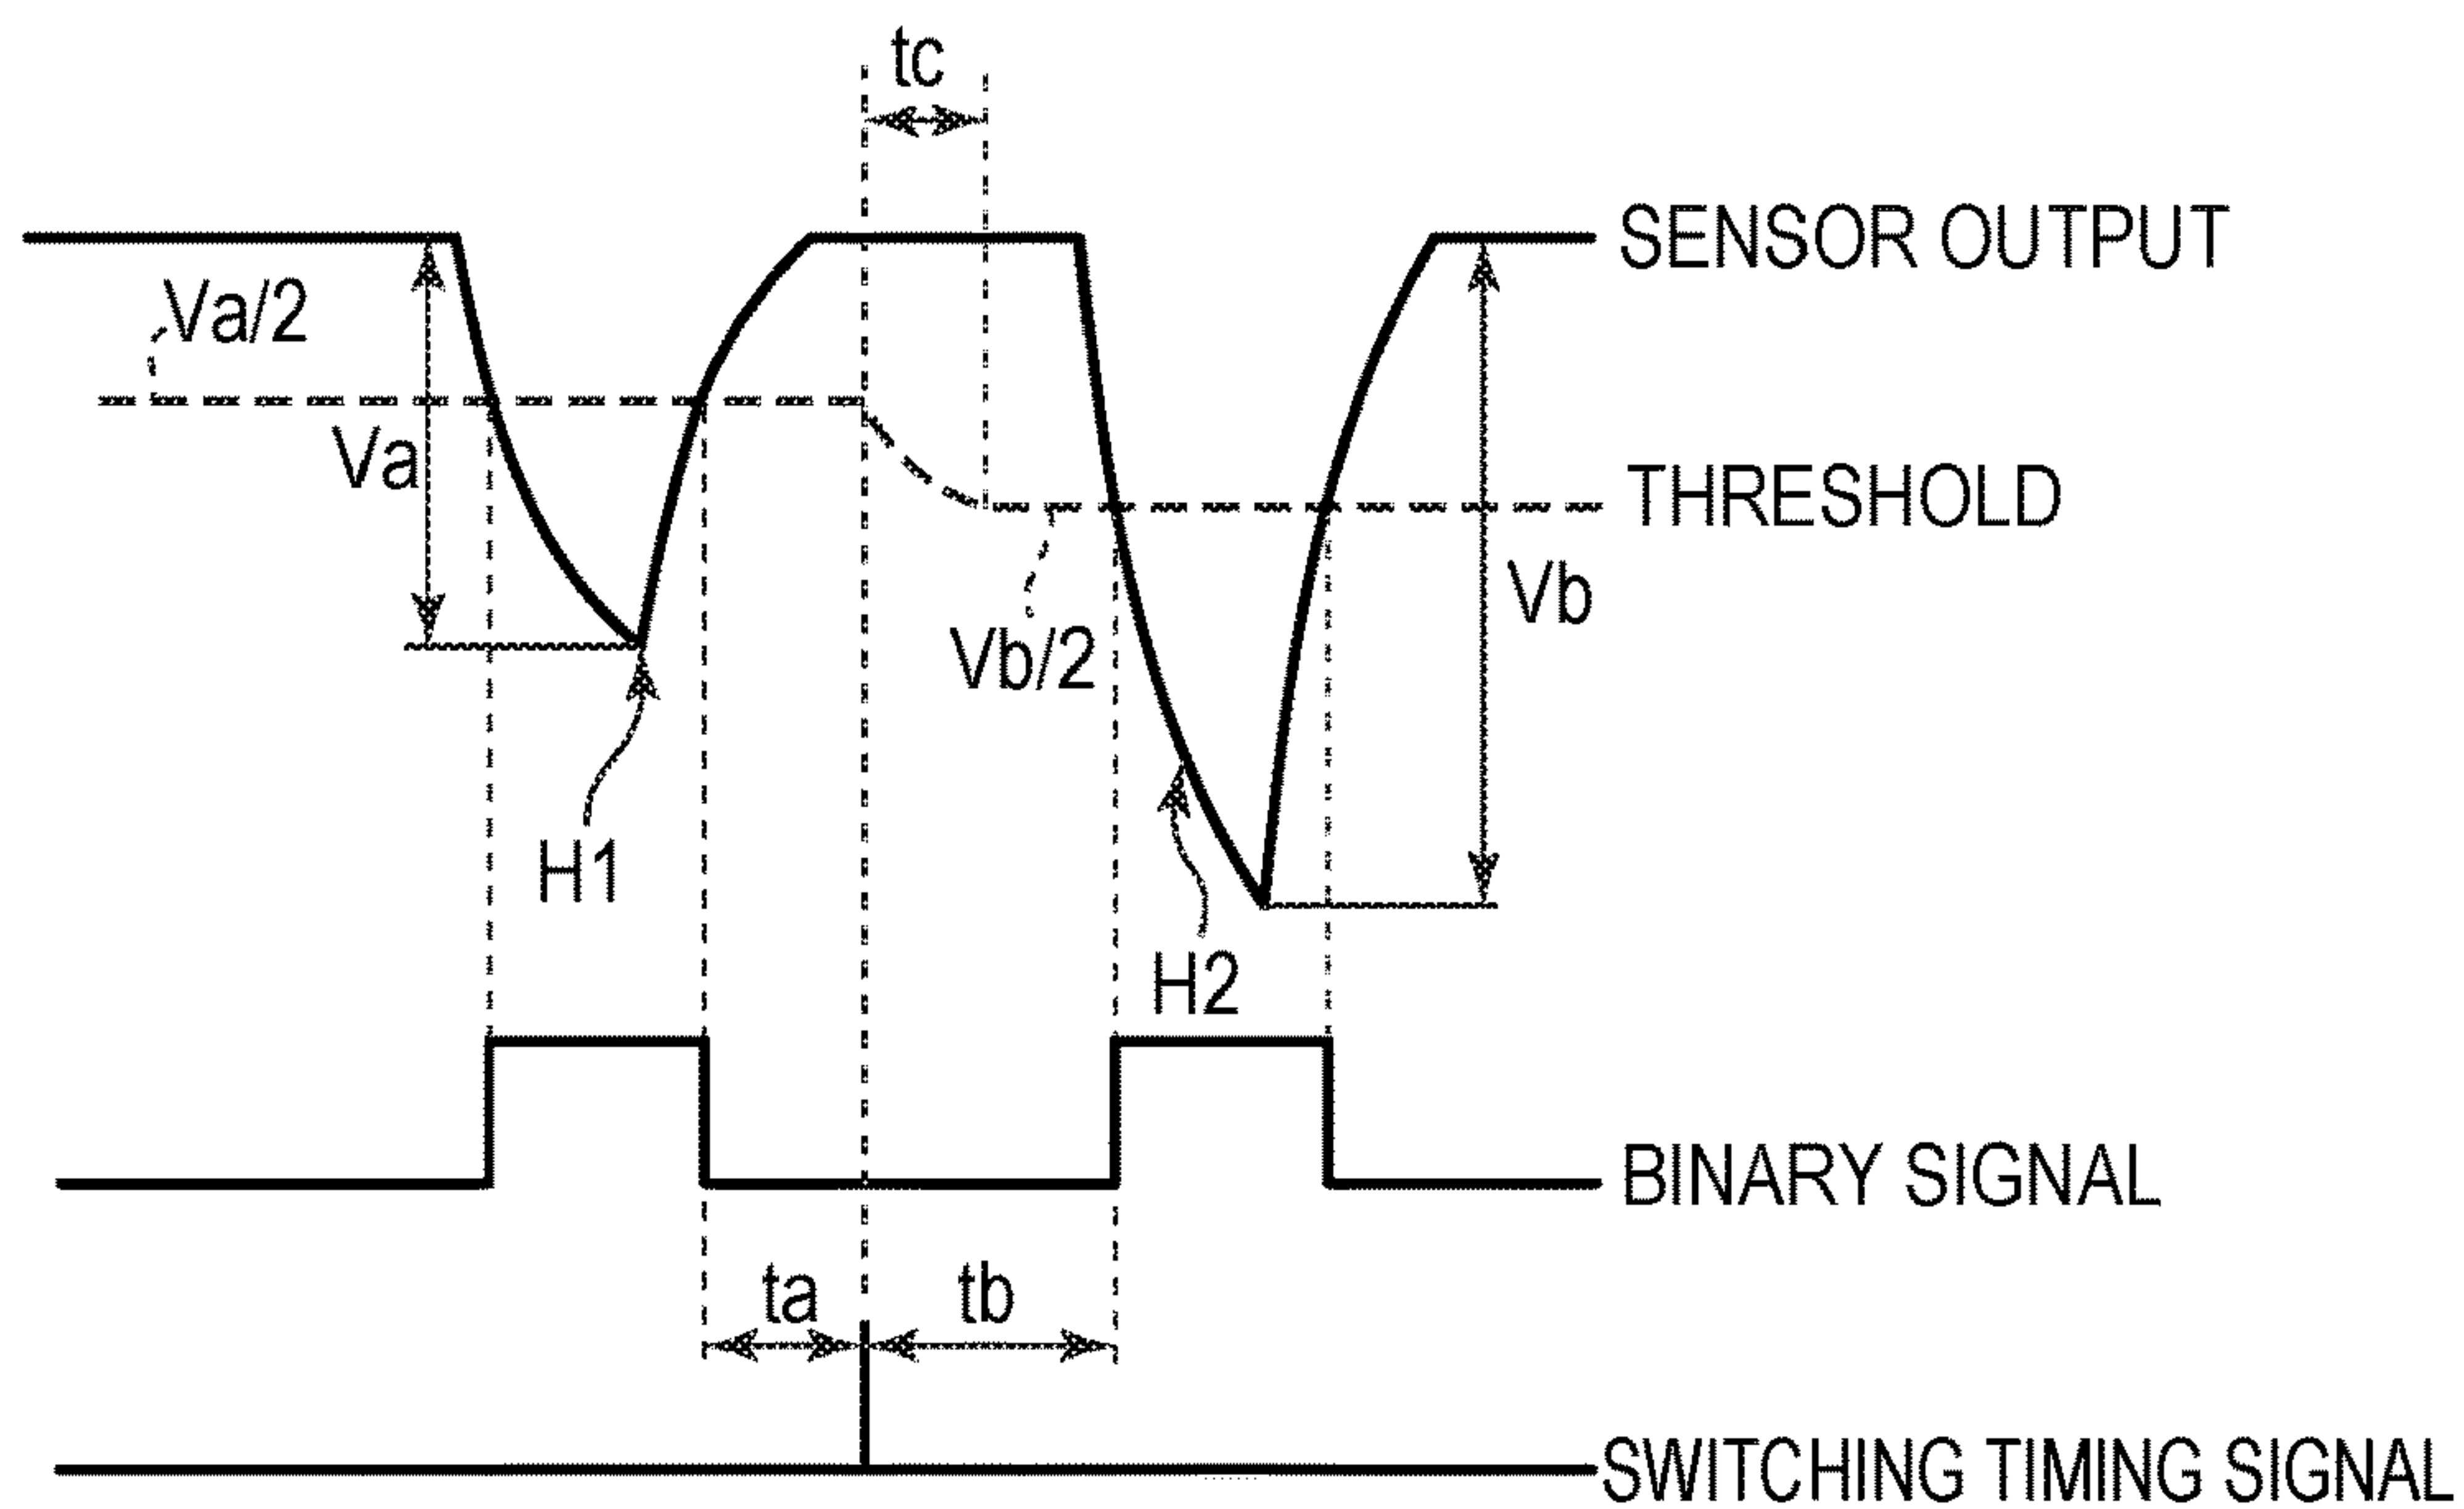 tc
SENSOR OUTPUT
Va/2
Va
THRESHOLD
Vb
Vb/2
H1
H2
BINARY SIGNAL
ta
tb
SWITCHING TIMING SIGNAL